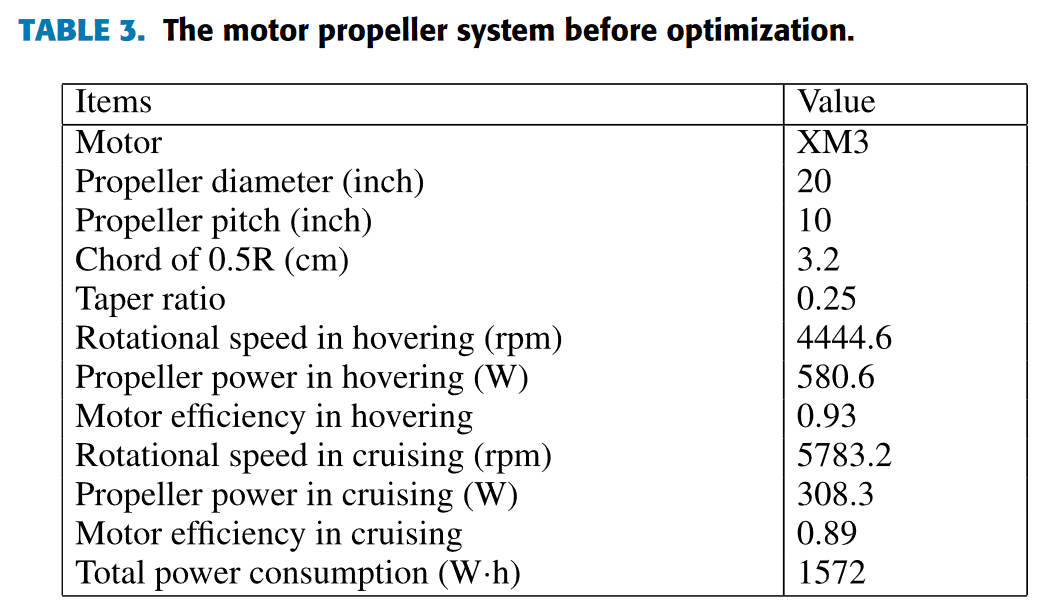 TABLE 3. The motor propeller system before optimization.
Items Value
Motor XM3
Propeller diameter (inch) 20
Propeller pitch (inch) 10
Chord of 0.5R (cm) 3.2
Taper ratio 0.25
Rotational speed in hovering (rpm) 4444.6
Propeller power in hovering (W) 580.6
Motor efficiency in hovering 0.93
Rotational speed in cruising (rpm) 5783.2
Propeller power in cruising (W) 308.3
Motor efficiency in cruising 0.89
Total power consumption (W·h) 1572